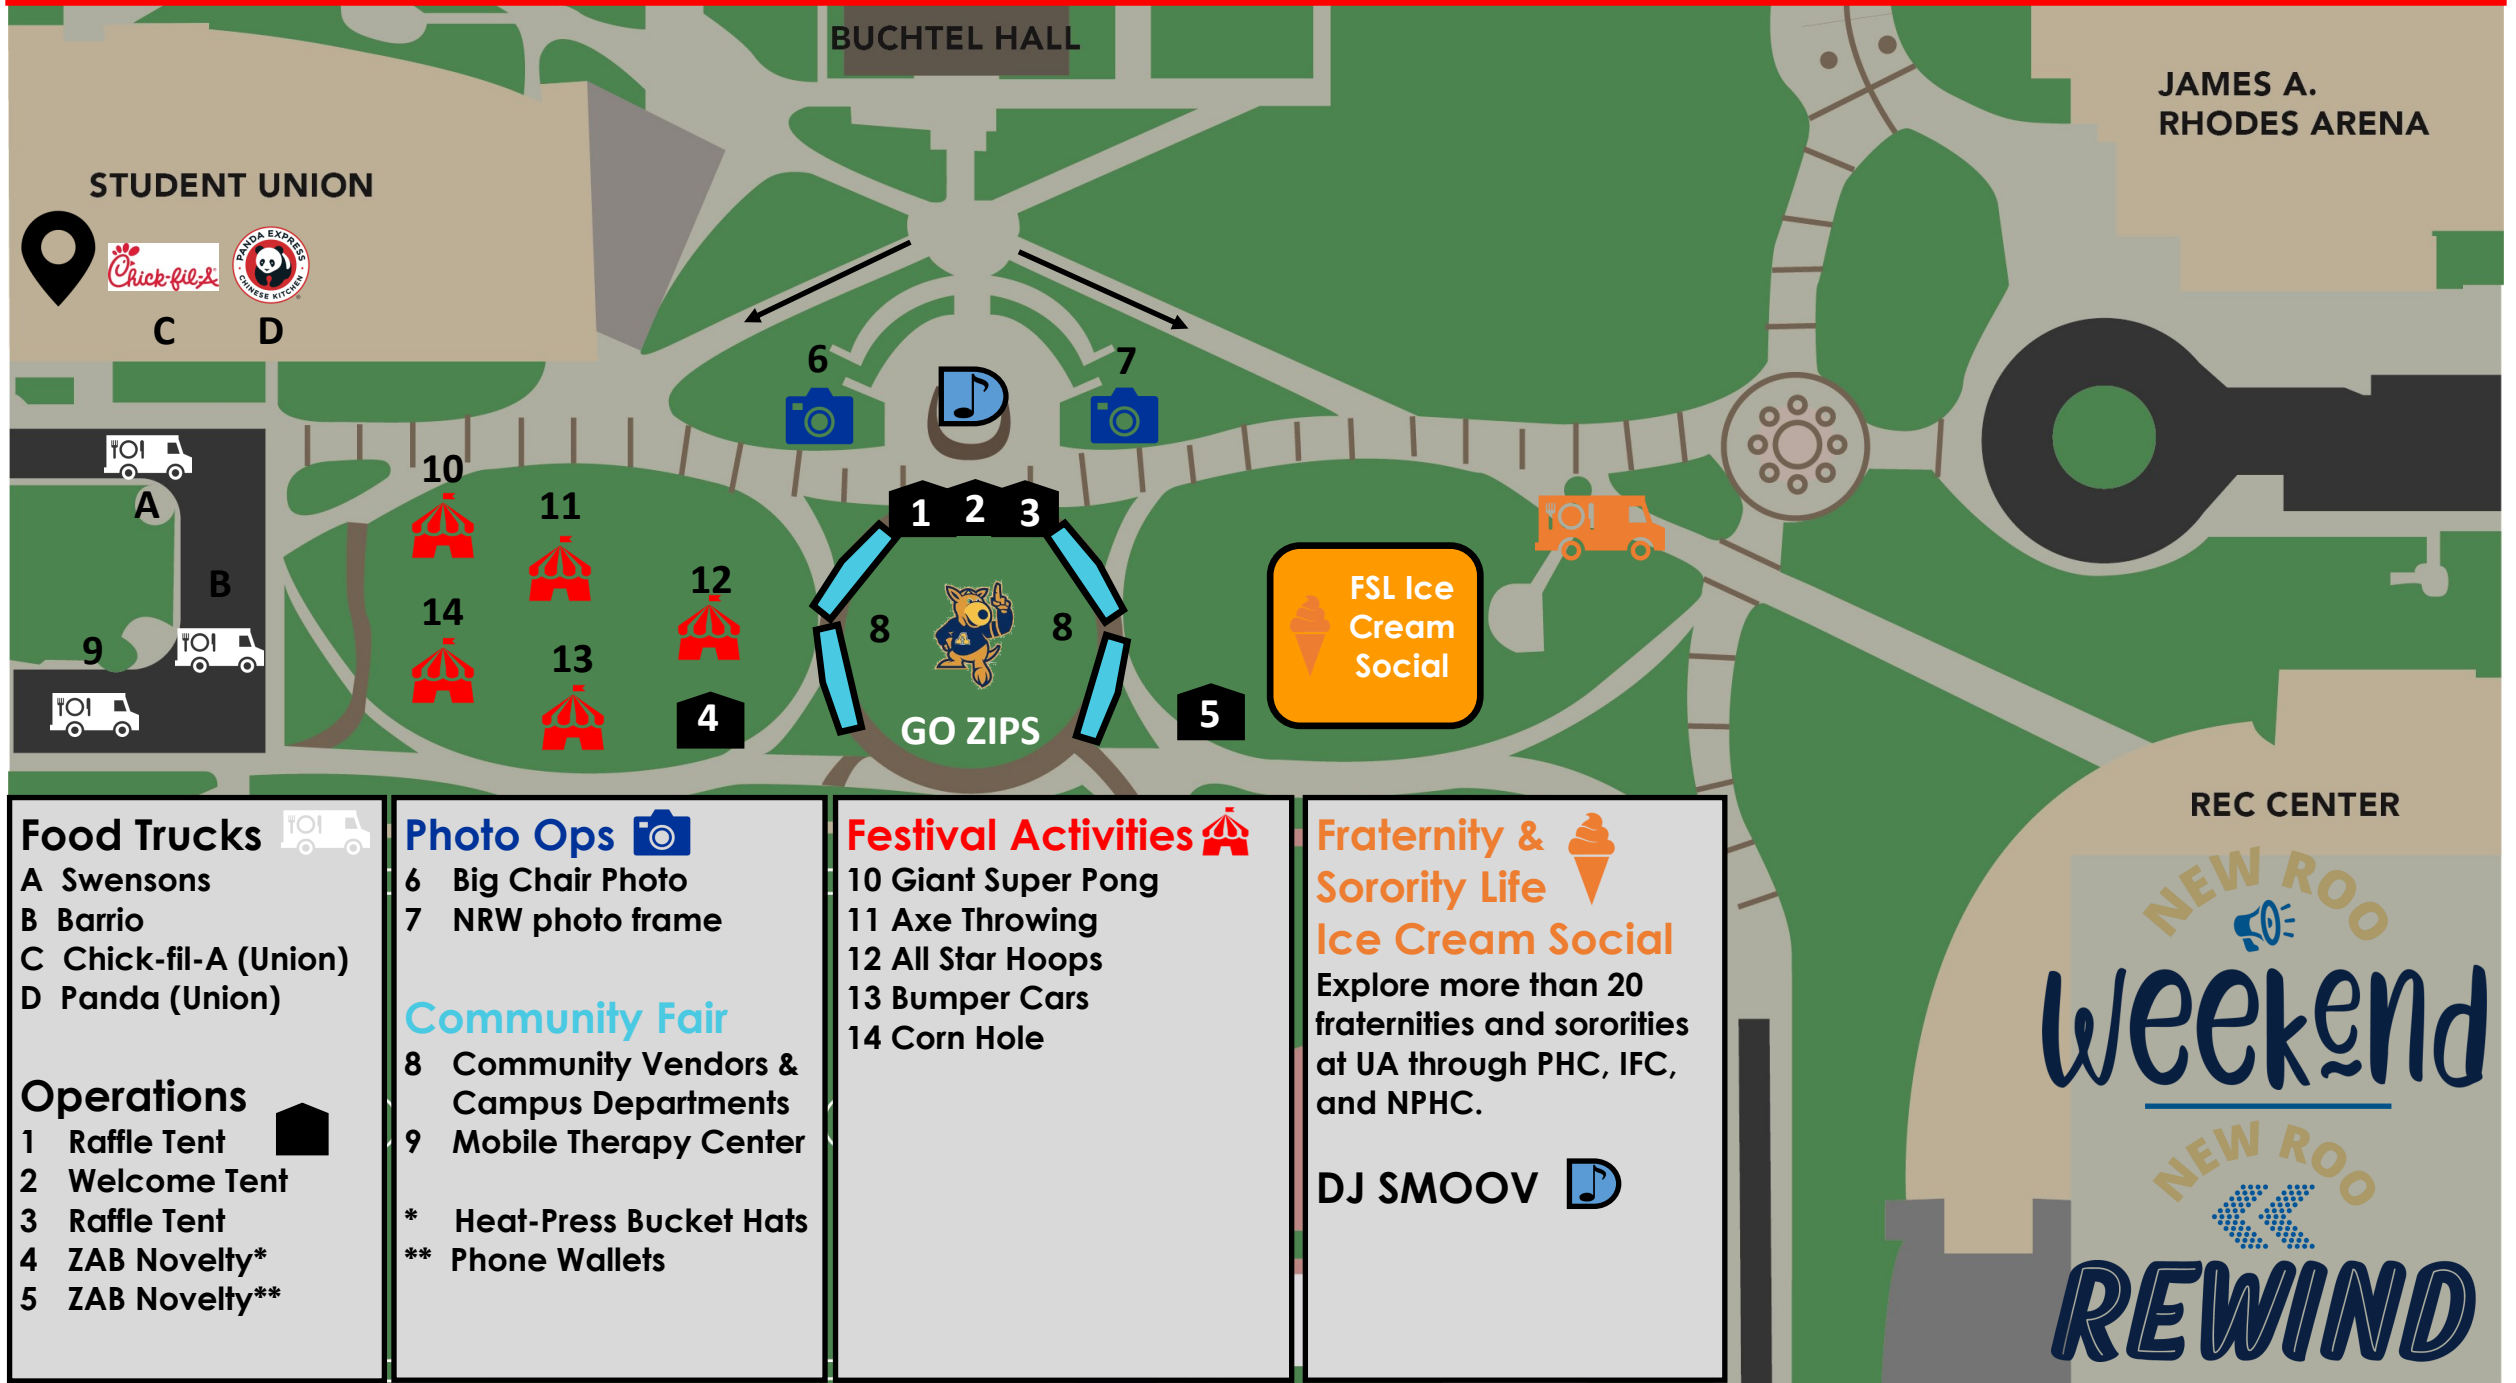 BUCHTEL HALL
JAMES A.
RHODES ARENA
STUDENT UNION
Chick-fil-A
PANDA EXPRESS
CHINESE KITCHEN
C
D
6
7
A
B
9
10
11
12
14
13
4
1
2
3
8
8
GO ZIPS
5
FSL Ice
Cream
Social
REC CENTER
Food Trucks
A Swensons
B Barrio
C Chick-fil-A (Union)
D Panda (Union)
Operations
1 Raffle Tent
2 Welcome Tent
3 Raffle Tent
4 ZAB Novelty*
5 ZAB Novelty**
Photo Ops
6 Big Chair Photo
7 NRW photo frame
Community Fair
8 Community Vendors &
Campus Departments
9 Mobile Therapy Center
* Heat-Press Bucket Hats
** Phone Wallets
Festival Activities
10 Giant Super Pong
11 Axe Throwing
12 All Star Hoops
13 Bumper Cars
14 Corn Hole
Fraternity &
Sorority Life
Ice Cream Social
Explore more than 20
fraternities and sororities
at UA through PHC, IFC,
and NPHC.
DJ SMOOV
NEW ROO
weekend
NEW ROO
REWIND